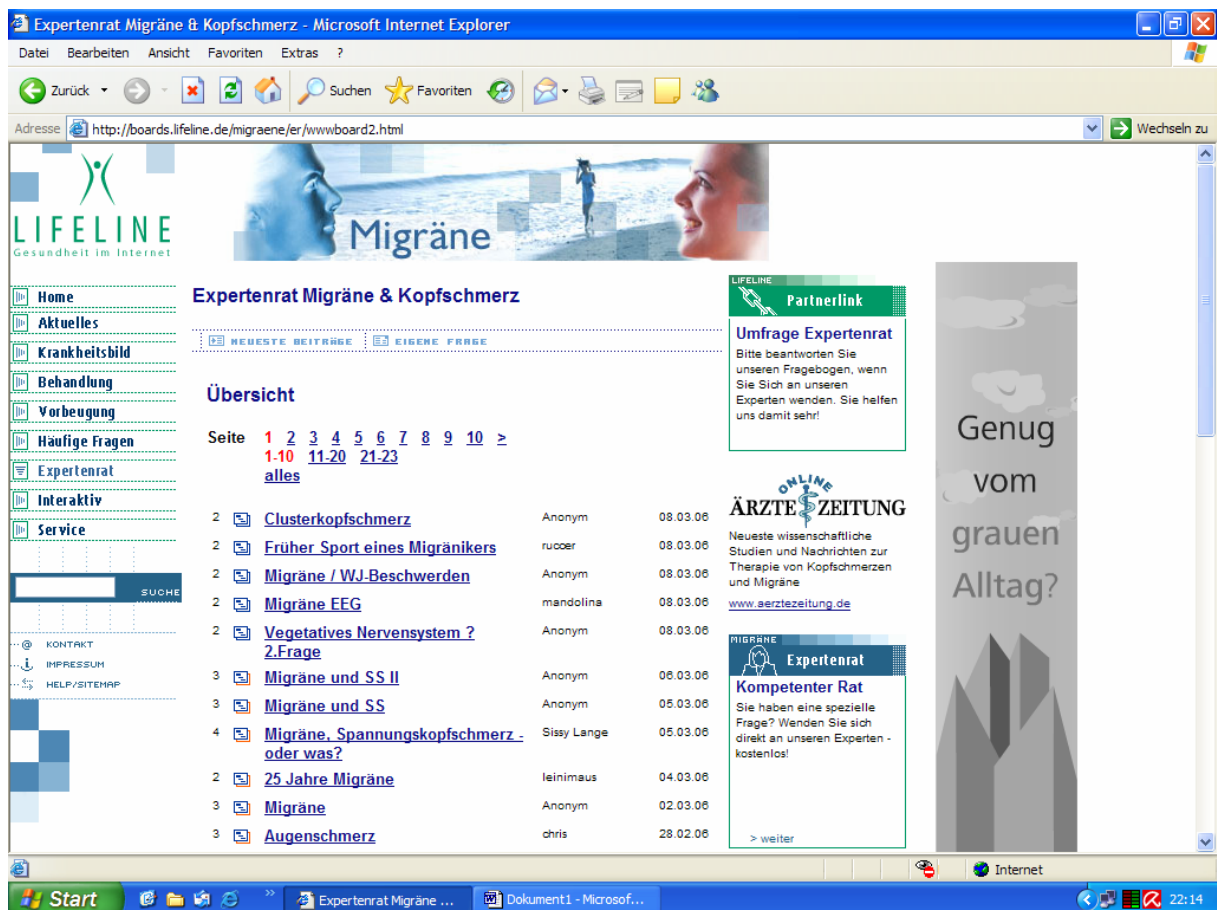 Expertenrat Migräne & Kopfschmerz - Microsoft Internet Explorer
Datei Bearbeiten Ansicht Favoriten Extras ?
Zurück Suchen Favoriten
Adresse http://boards.lifeline.de/migraene/er/wwwboard2.html Wechseln zu
LIFELINE
Gesundheit im Internet
Migräne
Home
Aktuelles
Krankheitsbild
Behandlung
Vorbeugung
Häufige Fragen
Expertenrat
Interaktiv
Service
SUCHE
@ KONTAKT
IMPRESSUM
HELP/SITEMAP
Expertenrat Migräne & Kopfschmerz
NEUESTE BEITRÄGE EIGENE FRAGE
Übersicht
Seite 1 2 3 4 5 6 7 8 9 10 >
1-10 11-20 21-23
alles
2 Clusterkopfschmerz Anonym 08.03.06
2 Früher Sport eines Migränikers rucoer 08.03.06
2 Migräne / WJ-Beschwerden Anonym 08.03.06
2 Migräne EEG mandolina 08.03.06
2 Vegetatives Nervensystem ? Anonym 08.03.06
2.Frage
3 Migräne und SS II Anonym 06.03.06
3 Migräne und SS Anonym 05.03.06
4 Migräne, Spannungskopfschmerz - Sissy Lange 05.03.06
oder was?
2 25 Jahre Migräne leinimaus 04.03.06
3 Migräne Anonym 02.03.06
3 Augenschmerz chris 28.02.06
LIFELINE
Partnerlink
Umfrage Expertenrat
Bitte beantworten Sie
unseren Fragebogen, wenn
Sie Sich an unseren
Experten wenden. Sie helfen
uns damit sehr!
ONLINE
ÄRZTE ZEITUNG
Neueste wissenschaftliche
Studien und Nachrichten zur
Therapie von Kopfschmerzen
und Migräne
www.aerztezeitung.de
MIGRÄNE
Expertenrat
Kompetenter Rat
Sie haben eine spezielle
Frage? Wenden Sie sich
direkt an unseren Experten -
kostenlos!
> weiter
Genug
vom
grauen
Alltag?
Internet
Start » Expertenrat Migräne ... Dokument1 - Microsof... 22:14